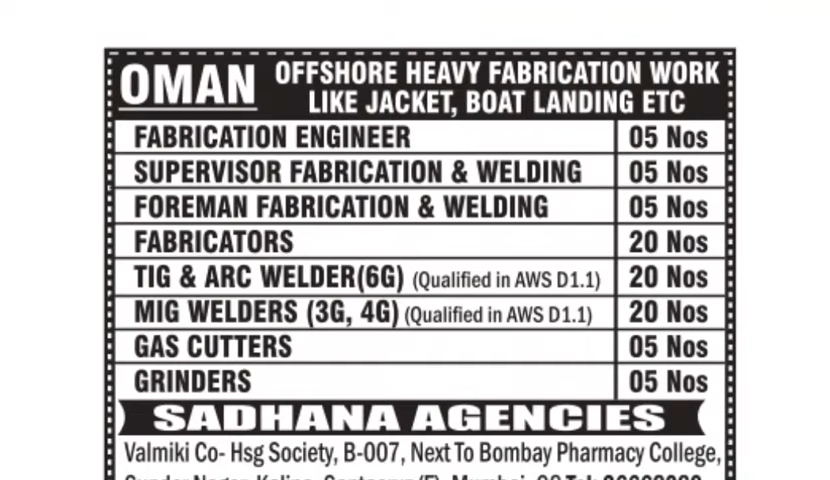 OMAN
OFFSHORE HEAVY FABRICATION WORK
LIKE JACKET, BOAT LANDING ETC
FABRICATION ENGINEER 05 Nos
SUPERVISOR FABRICATION & WELDING 05 Nos
FOREMAN FABRICATION & WELDING 05 Nos
FABRICATORS 20 Nos
TIG & ARC WELDER(6G) (Qualified in AWS D1.1) 20 Nos
MIG WELDERS (3G, 4G) (Qualified in AWS D1.1) 20 Nos
GAS CUTTERS 05 Nos
GRINDERS 05 Nos
SADHANA AGENCIES
Valmiki Co- Hsg Society, B-007, Next To Bombay Pharmacy College,